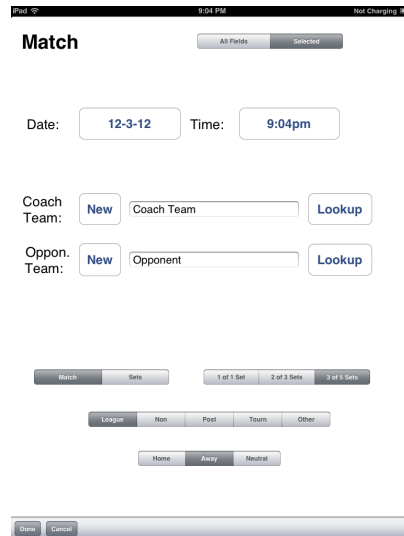 iPad 9:04 PM Not Charging
Match All Fields Selected
Date: 12-3-12 Time: 9:04pm
Coach Team: New Coach Team Lookup
Oppon. Team: New Opponent Lookup
Match Sets 1 of 1 Set 2 of 3 Sets 3 of 5 Sets
League Non Post Tourn Other
Home Away Neutral
Done Cancel